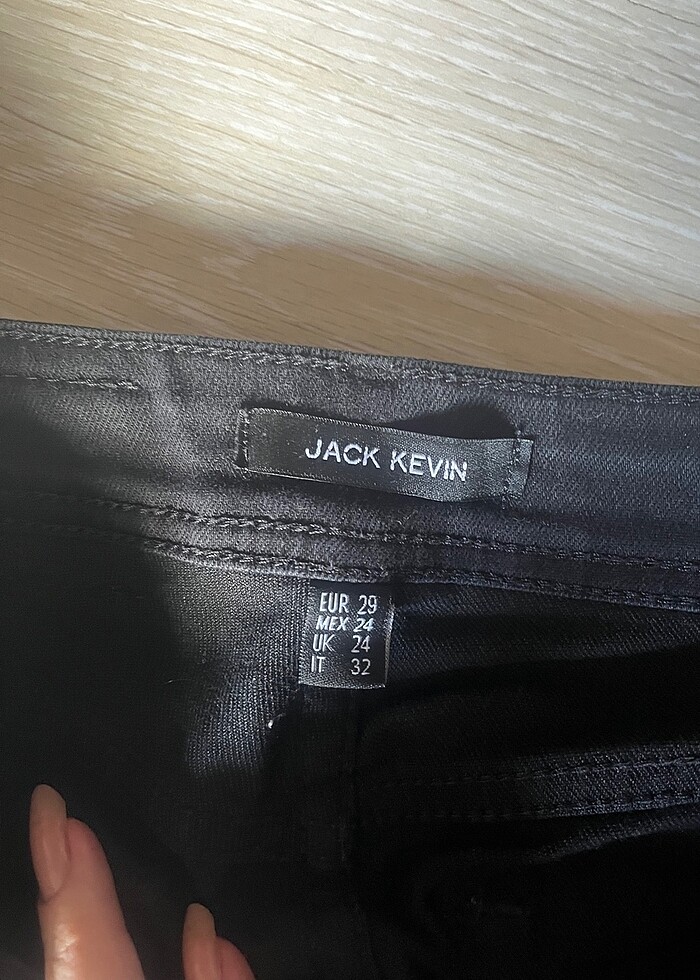 JACK KEVIN
EUR 29
MEX 24
UK 24
IT 32